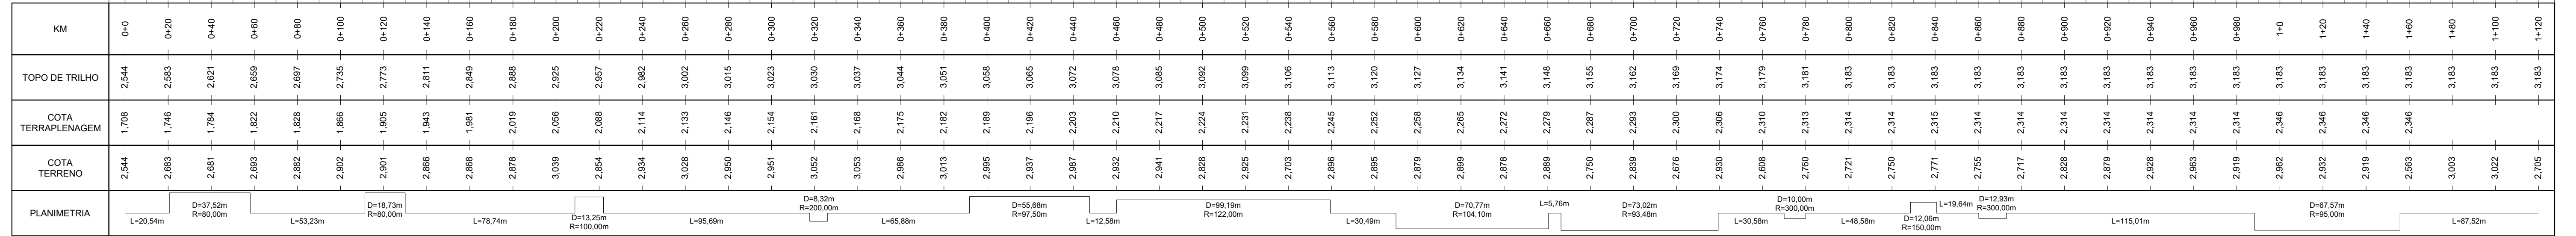 KM 0+0 0+20 0+40 0+60 0+80 0+100 0+120 0+140 0+160 0+180 0+200 0+220 0+240 0+260 0+280 0+300 0+320 0+340 0+360 0+380 0+400 0+420 0+440 0+460 0+480 0+500 0+520 0+540 0+560 0+580 0+600 0+620 0+640 0+660 0+680 0+700 0+720 0+740 0+760 0+780 0+800 0+820 0+840 0+860 0+880 0+900 0+920 0+940 0+960 0+980 1+0 1+20 1+40 1+60 1+80 1+100 1+120
TOPO DE TRILHO 2,544 2,583 2,621 2,659 2,697 2,735 2,773 2,811 2,849 2,888 2,925 2,957 2,982 3,002 3,015 3,023 3,030 3,037 3,044 3,051 3,058 3,065 3,072 3,078 3,085 3,092 3,099 3,106 3,113 3,120 3,127 3,134 3,141 3,148 3,155 3,162 3,169 3,174 3,179 3,181 3,183 3,183 3,183 3,183 3,183 3,183 3,183 3,183 3,183 3,183 3,183 3,183 3,183 3,183 3,183 3,183 3,183
COTA
TERRAPLENAGEM 1,708 1,746 1,784 1,822 1,828 1,866 1,905 1,943 1,981 2,019 2,056 2,088 2,114 2,133 2,146 2,154 2,161 2,168 2,175 2,182 2,189 2,196 2,203 2,210 2,217 2,224 2,231 2,238 2,245 2,252 2,258 2,265 2,272 2,279 2,287 2,293 2,300 2,306 2,310 2,313 2,314 2,314 2,315 2,314 2,314 2,314 2,314 2,314 2,314 2,314 2,346 2,346 2,346 2,346
COTA
TERRENO 2,544 2,683 2,681 2,693 2,882 2,902 2,901 2,866 2,868 2,878 3,039 2,854 2,934 3,028 2,950 2,951 3,052 3,053 2,986 3,013 2,995 2,937 2,987 2,932 2,941 2,828 2,925 2,703 2,896 2,895 2,879 2,899 2,878 2,889 2,750 2,839 2,676 2,930 2,608 2,760 2,721 2,750 2,771 2,755 2,717 2,828 2,879 2,928 2,963 2,919 2,962 2,932 2,919 2,563 3,003 3,022 2,705
PLANIMETRIA
L=20,54m
D=37,52m
R=80,00m
L=53,23m
D=18,73m
R=80,00m
L=78,74m
D=13,25m
R=100,00m
L=95,69m
D=8,32m
R=200,00m
L=65,88m
D=55,68m
R=97,50m
L=12,58m
D=99,19m
R=122,00m
L=30,49m
D=70,77m
R=104,10m
L=5,76m
D=73,02m
R=93,48m
L=30,58m
D=10,00m
R=300,00m
L=48,58m
D=12,06m
R=150,00m
L=19,64m
D=12,93m
R=300,00m
L=115,01m
D=67,57m
R=95,00m
L=87,52m